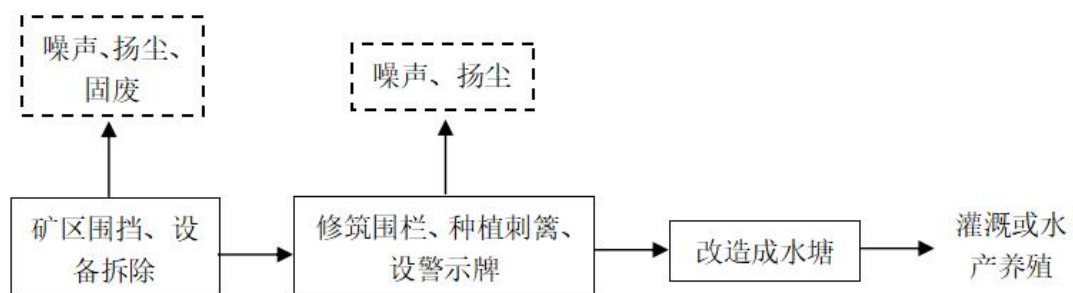 噪声、扬尘、
固废
噪声、扬尘
矿区围挡、设
备拆除
修筑围栏、种植刺篱、
设警示牌
改造成水塘
灌溉或水
产养殖